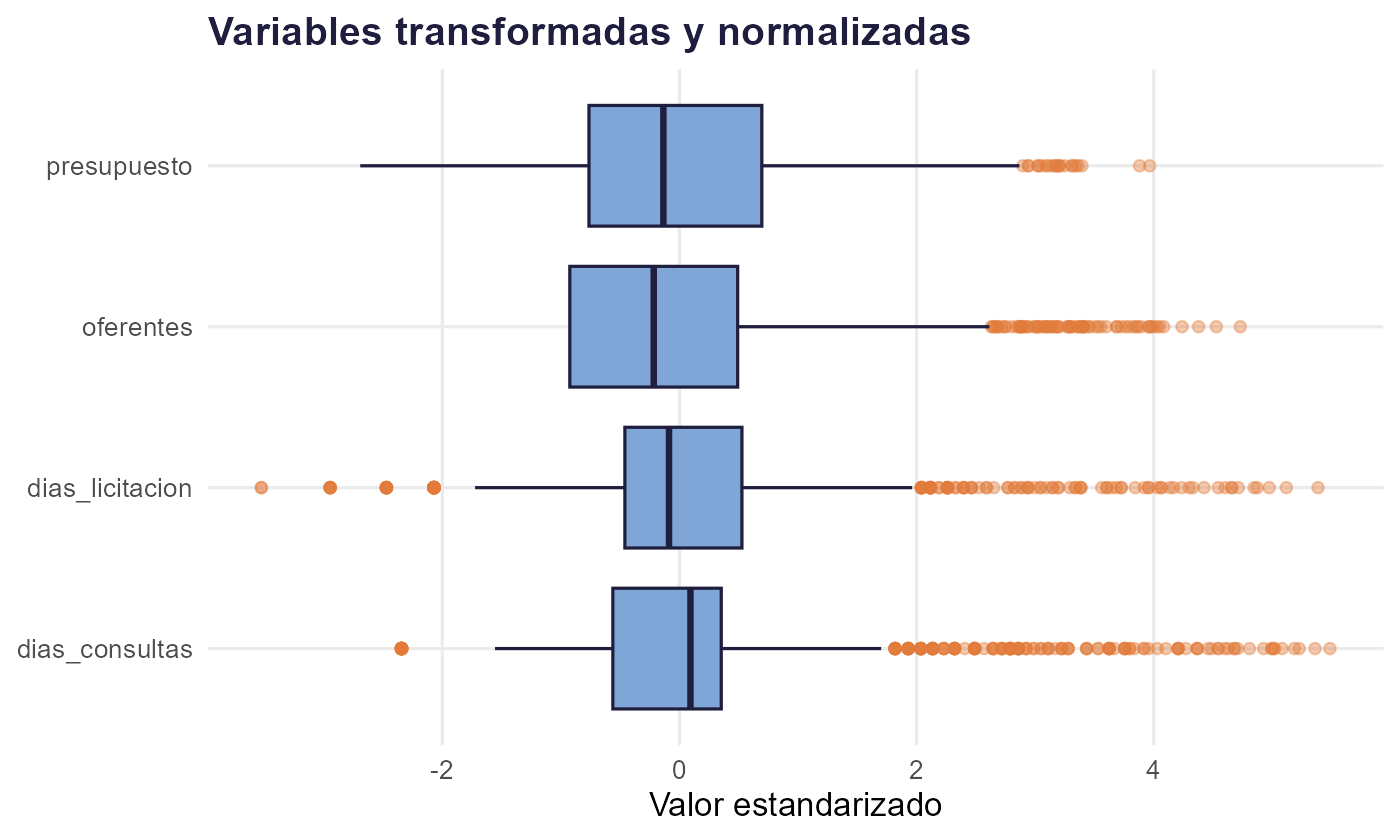 Variables transformadas y normalizadas
presupuesto
oferentes
dias_licitacion
dias_consultas
-2 0 2 4
Valor estandarizado